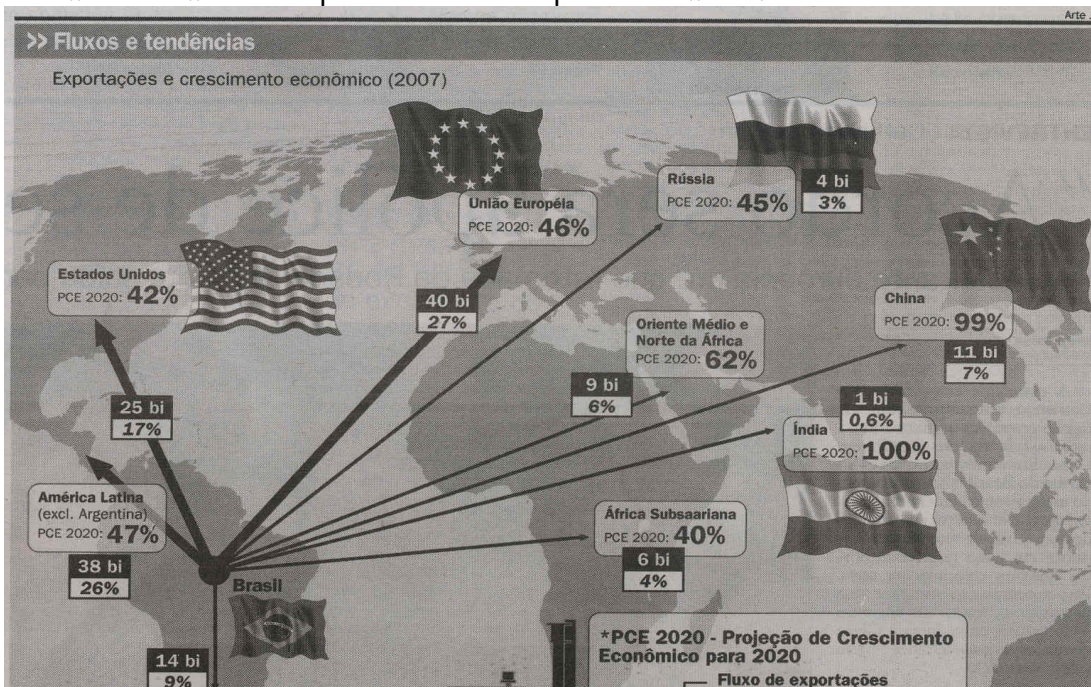 Arte
>> Fluxos e tendências
Exportações e crescimento econômico (2007)
União Européia
PCE 2020: 46%
Rússia
PCE 2020: 45%
4 bi
3%
Estados Unidos
PCE 2020: 42%
40 bi
27%
Oriente Médio e
Norte da África
PCE 2020: 62%
9 bi
6%
China
PCE 2020: 99%
11 bi
7%
25 bi
17%
1 bi
0,6%
Índia
PCE 2020: 100%
América Latina
(excl. Argentina)
PCE 2020: 47%
38 bi
26%
África Subsaariana
PCE 2020: 40%
6 bi
4%
Brasil
14 bi
9%
*PCE 2020 - Projeção de Crescimento
Econômico para 2020
Fluxo de exportações